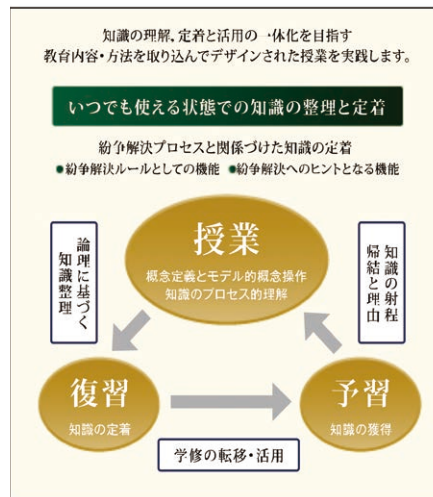 知識の理解、定着と活用の一体化を目指す
教育内容・方法を取り込んでデザインされた授業を実践します。
いつでも使える状態での知識の整理と定着
紛争解決プロセスと関係づけた知識の定着
●紛争解決ルールとしての機能 ●紛争解決へのヒントとなる機能
授業
概念定義とモデル的概念操作
知識のプロセス的理解
論理に基づく
知識整理
知識の射程
帰結と理由
復習
知識の定着
予習
知識の獲得
学修の転移・活用